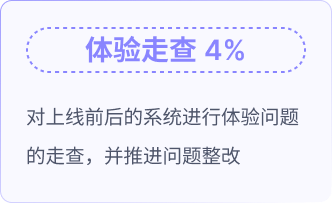 体验走查 4%
对上线前后的系统进行体验问题
的走查，并推进问题整改